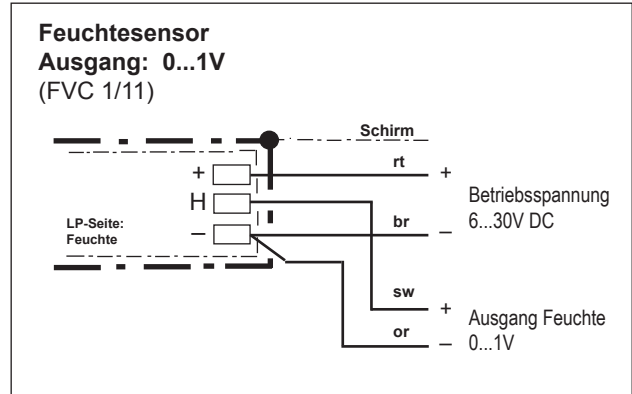 Feuchtesensor
Ausgang: 0...1V
(FVC 1/11)
Schirm
rt
+
+
H
–
LP-Seite:
Feuchte
Betriebsspannung
6...30V DC
br
–
sw
+
or
–
Ausgang Feuchte
0...1V